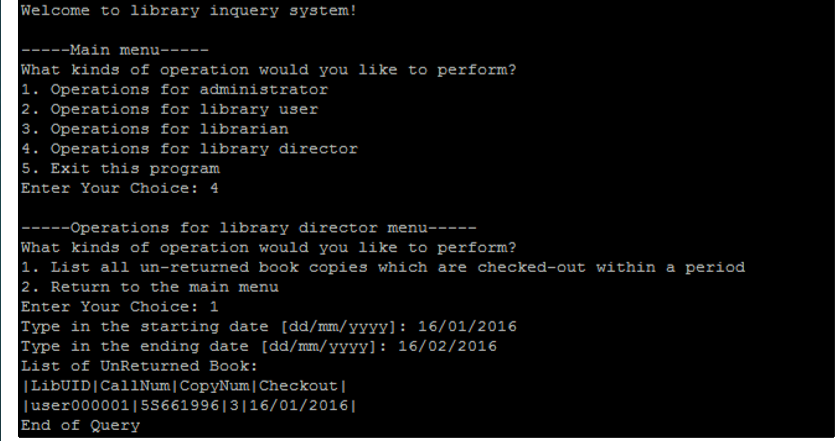 Welcome to library inquery system!
-----Main menu-----
What kinds of operation would you like to perform?
1. Operations for administrator
2. Operations for library user
3. Operations for librarian
4. Operations for library director
5. Exit this program
Enter Your Choice: 4
-----Operations for library director menu-----
What kinds of operation would you like to perform?
1. List all un-returned book copies which are checked-out within a period
2. Return to the main menu
Enter Your Choice: 1
Type in the starting date [dd/mm/yyyy]: 16/01/2016
Type in the ending date [dd/mm/yyyy]: 16/02/2016
List of UnReturned Book:
|LibUID|CallNum|CopyNum|Checkout|
|user000001|5S661996|3|16/01/2016|
End of Query